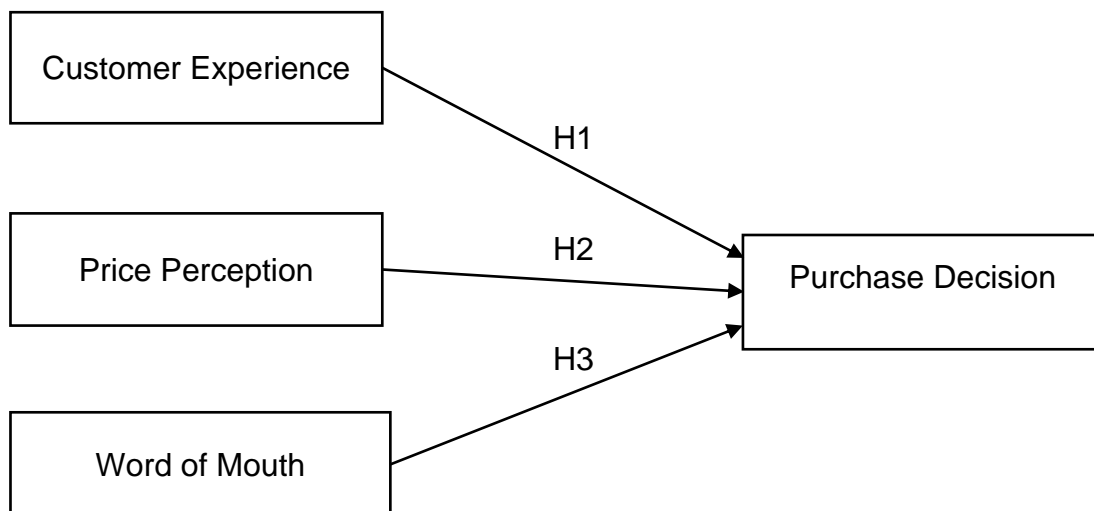 Customer Experience
H1
Price Perception
H2
Purchase Decision
H3
Word of Mouth